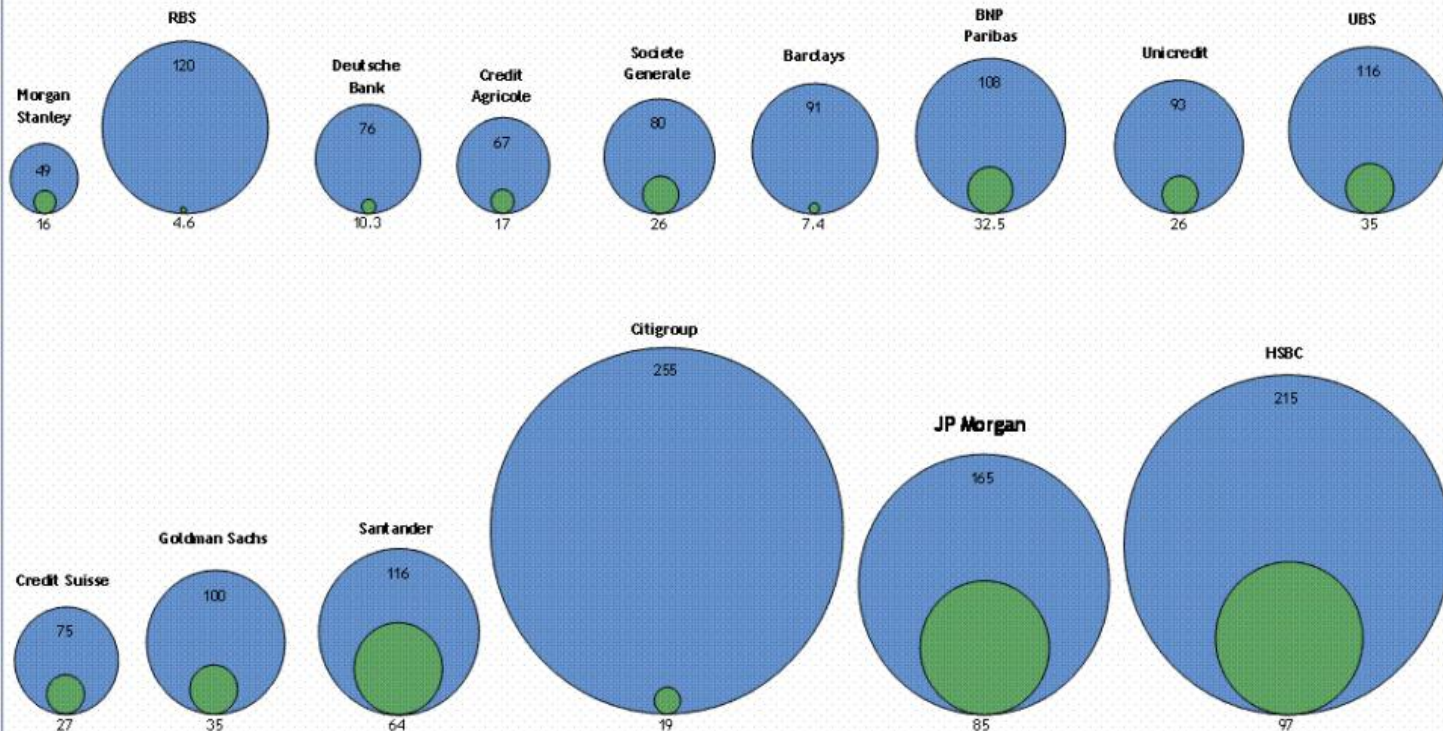 Morgan
Stanley
49
16
RBS
120
4.6
Deutsche
Bank
76
10.3
Credit
Agricole
67
17
Societe
Generale
80
26
Barclays
91
7.4
BNP
Paribas
108
32.5
Unicredit
93
26
UBS
116
35
Credit Suisse
75
27
Goldman Sachs
100
35
Santander
116
64
Citigroup
255
19
JP Morgan
165
85
HSBC
215
97